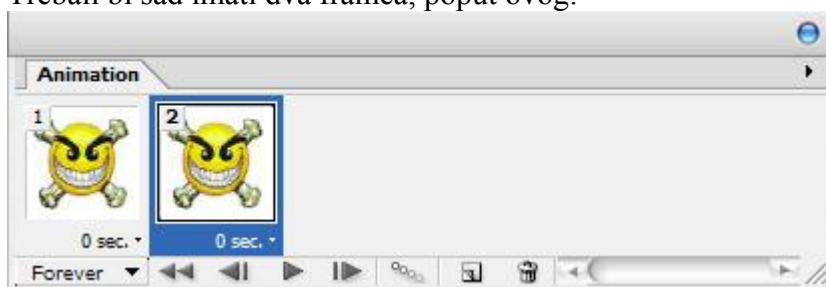 Trebali bi sad imati dva framea, poput ovog:
Animation
1 2
0 sec. 0 sec.
Forever